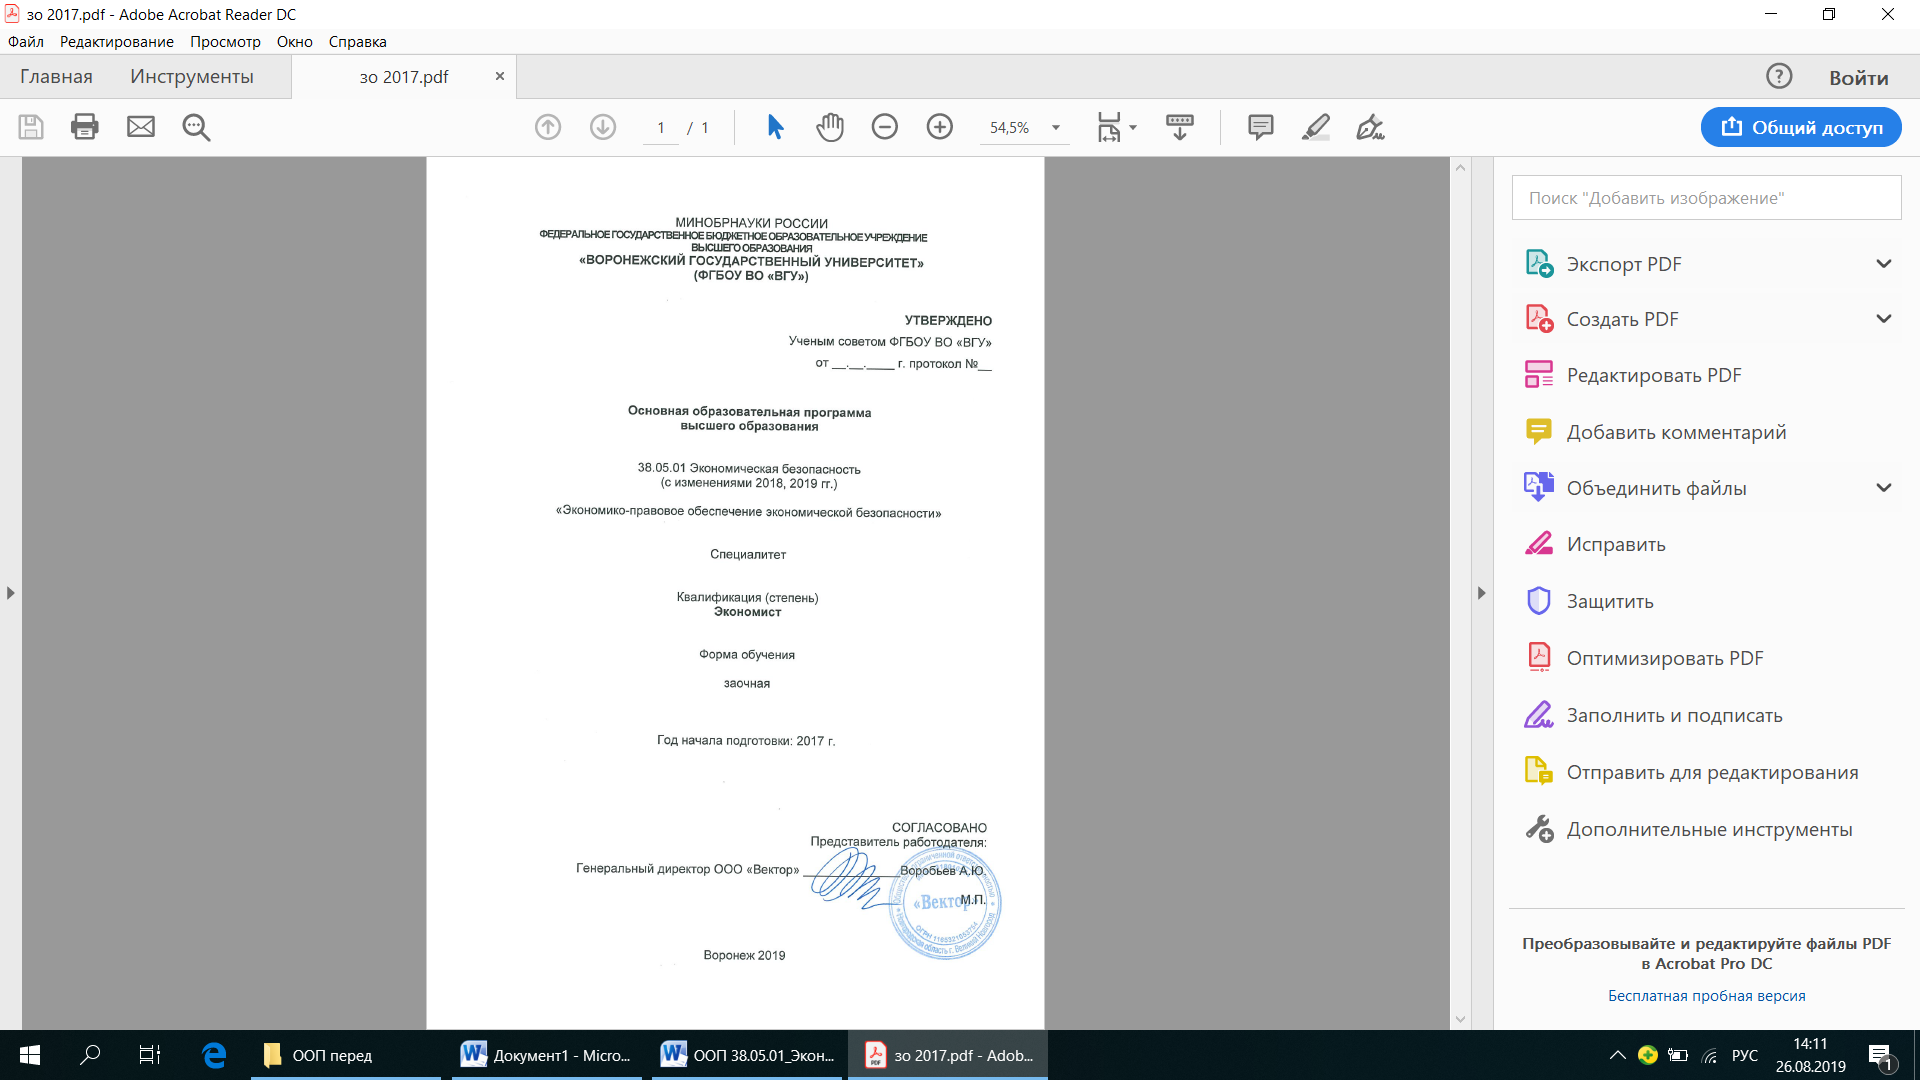 зо 2017.pdf - Adobe Acrobat Reader DC
Файл Редактирование Просмотр Окно Справка
Главная Инструменты зо 2017.pdf × Войти
1 / 1 54,5% Общий доступ
МИНОБРНАУКИ РОССИИ
ФЕДЕРАЛЬНОЕ ГОСУДАРСТВЕННОЕ БЮДЖЕТНОЕ ОБРАЗОВАТЕЛЬНОЕ УЧРЕЖДЕНИЕ
ВЫСШЕГО ОБРАЗОВАНИЯ
«ВОРОНЕЖСКИЙ ГОСУДАРСТВЕННЫЙ УНИВЕРСИТЕТ»
(ФГБОУ ВО «ВГУ»)
УТВЕРЖДЕНО
Ученым советом ФГБОУ ВО «ВГУ»
от __.__.____ г. протокол №__
Основная образовательная программа
высшего образования
38.05.01 Экономическая безопасность
(с изменениями 2018, 2019 гг.)
«Экономико-правовое обеспечение экономической безопасности»
Специалитет
Квалификация (степень)
Экономист
Форма обучения
заочная
Год начала подготовки: 2017 г.
СОГЛАСОВАНО
Представитель работодателя:
Генеральный директор ООО «Вектор» ______________ Воробьев А.Ю.
М.П.
«Вектор
Воронеж 2019
Поиск "Добавить изображение"
Экспорт PDF
Создать PDF
Редактировать PDF
Добавить комментарий
Объединить файлы
Исправить
Защитить
Оптимизировать PDF
Заполнить и подписать
Отправить для редактирования
Дополнительные инструменты
Преобразовывайте и редактируйте файлы PDF
в Acrobat Pro DC
Бесплатная пробная версия
ООП перед
Документ1 - Micro...
ООП 38.05.01_Экон...
зо 2017.pdf - Adob...
РУС
14:11
26.08.2019
1